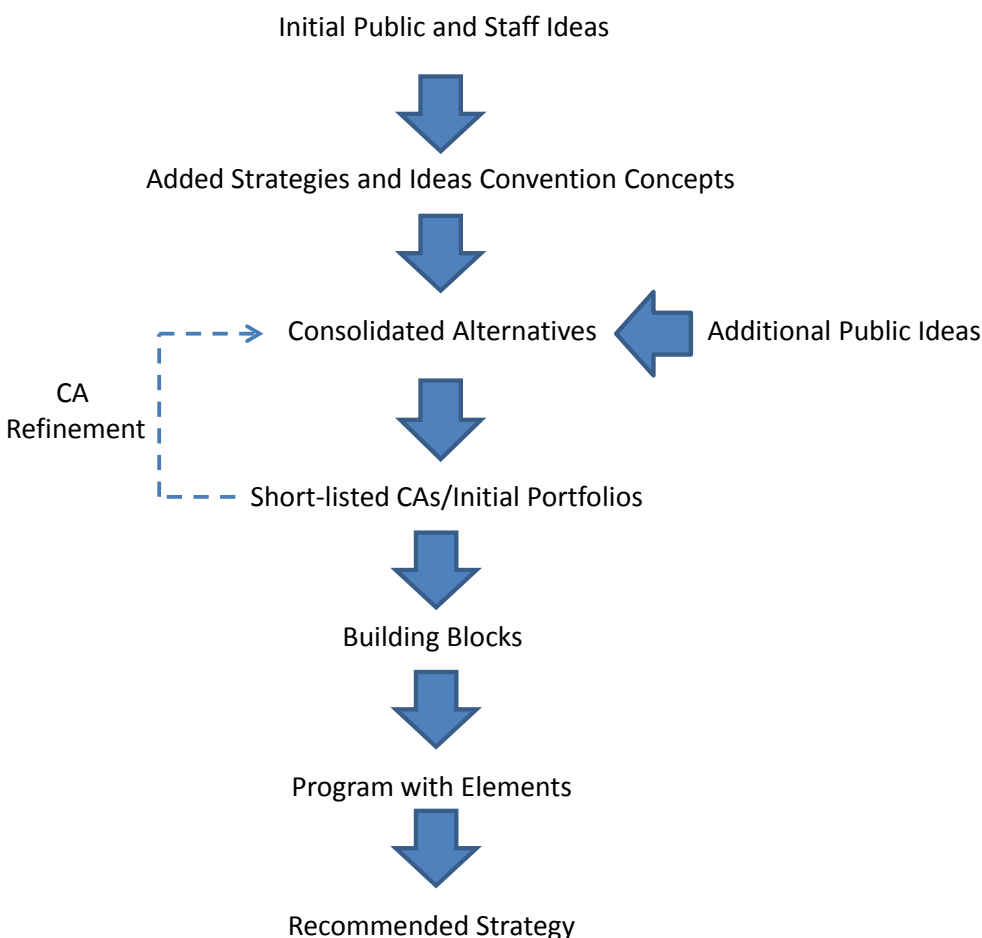 Initial Public and Staff Ideas
Added Strategies and Ideas Convention Concepts
Consolidated Alternatives
Additional Public Ideas
CA
Refinement
Short-listed CAs/Initial Portfolios
Building Blocks
Program with Elements
Recommended Strategy